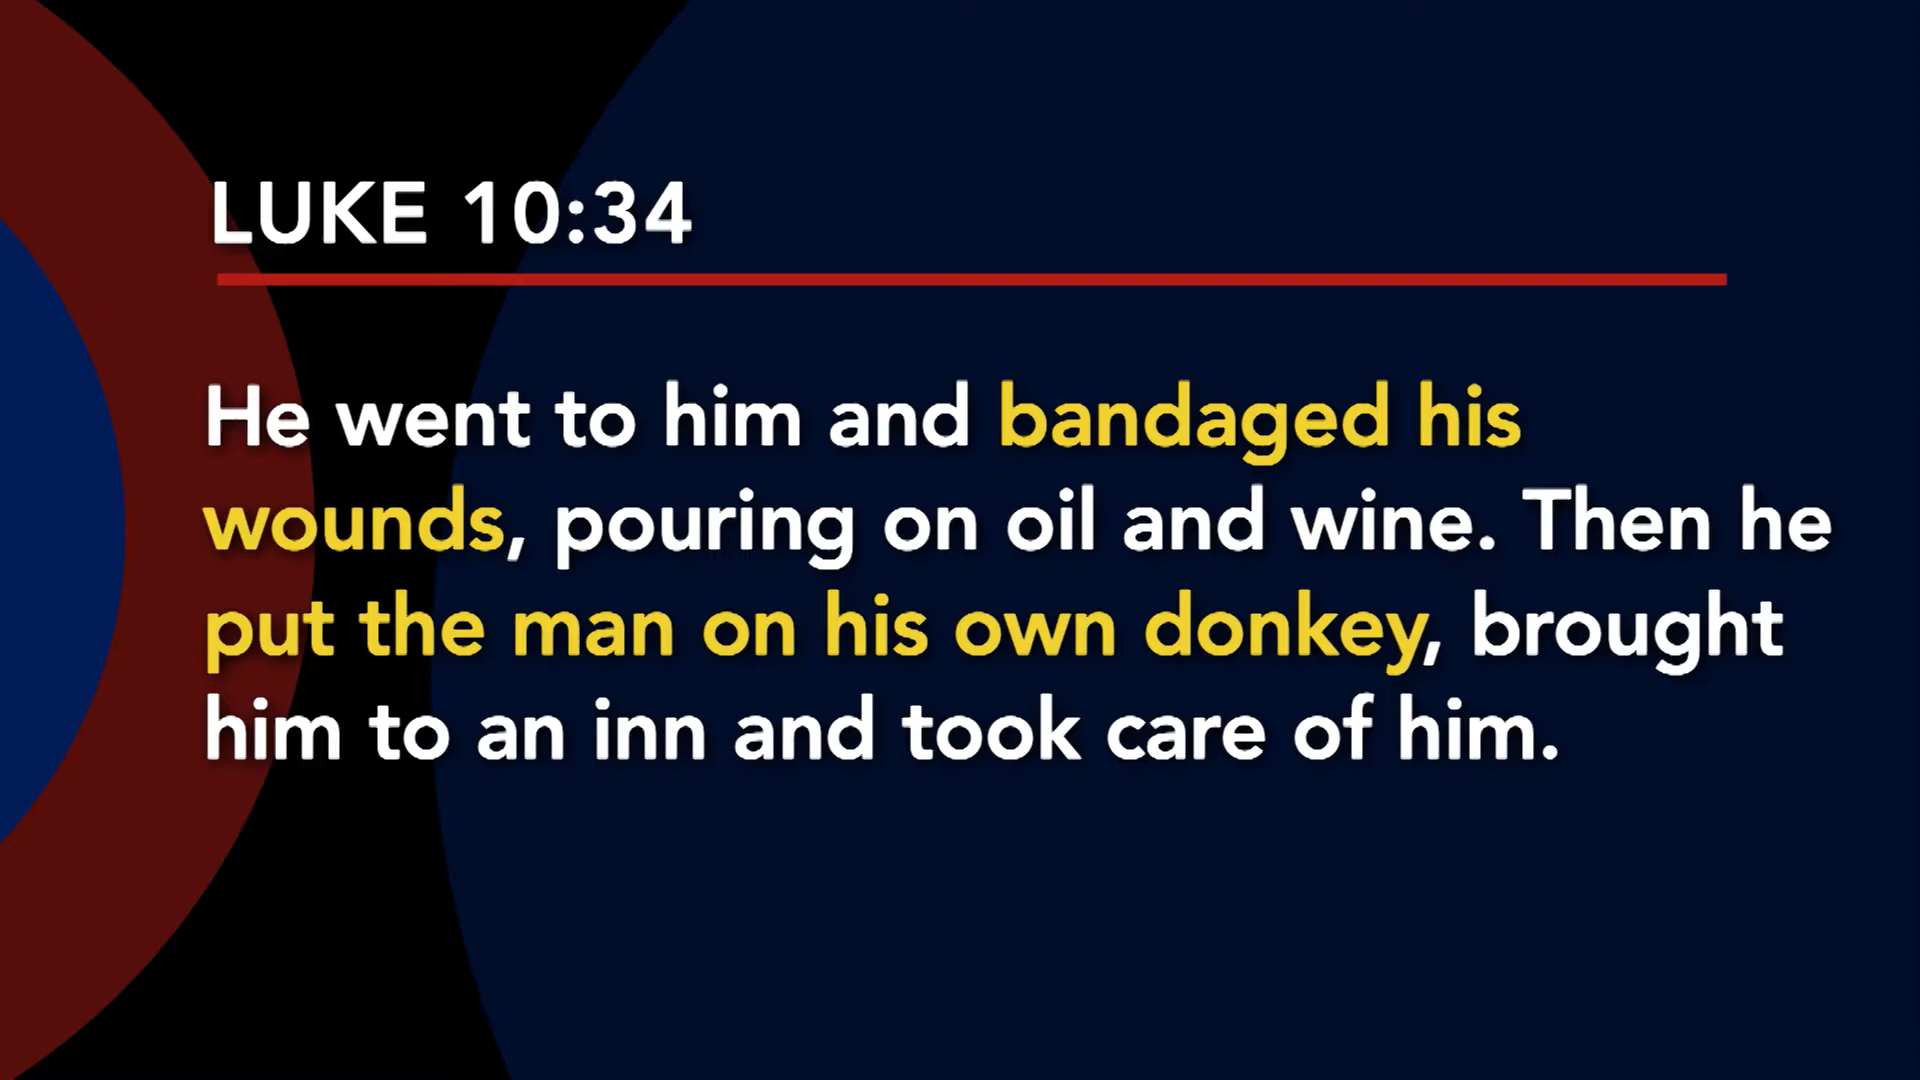 LUKE 10:34
He went to him and bandaged his
wounds, pouring on oil and wine. Then he
put the man on his own donkey, brought
him to an inn and took care of him.